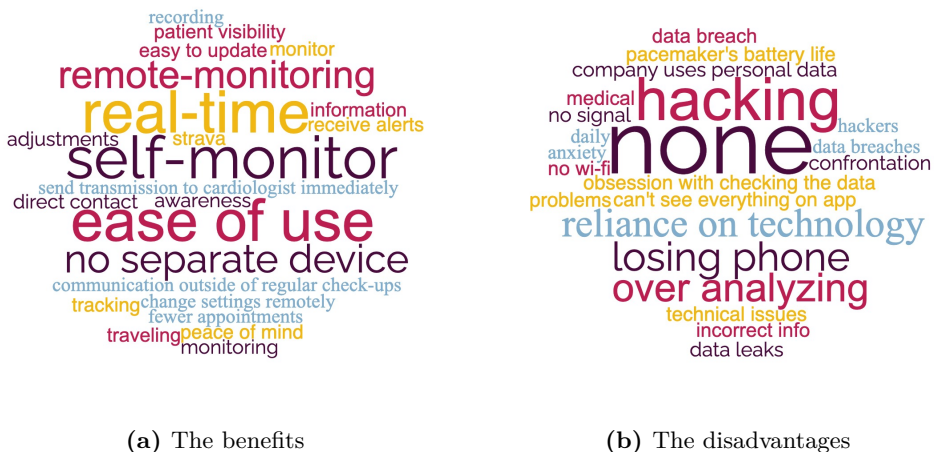 recording
patient visibility
easy to update monitor
remote-monitoring
real-time information
receive alerts
adjustments strava
self-monitor
send transmission to cardiologist immediately
direct contact awareness
ease of use
no separate device
communication outside of regular check-ups
tracking change settings remotely
fewer appointments
traveling peace of mind
monitoring
(a) The benefits
data breach
pacemaker's battery life
company uses personal data
medical hacking
no signal
none hackers
daily data breaches
anxiety confrontation
no wi-fi
obsession with checking the data
problems can't see everything on app
reliance on technology
losing phone
over analyzing
technical issues
incorrect info
data leaks
(b) The disadvantages